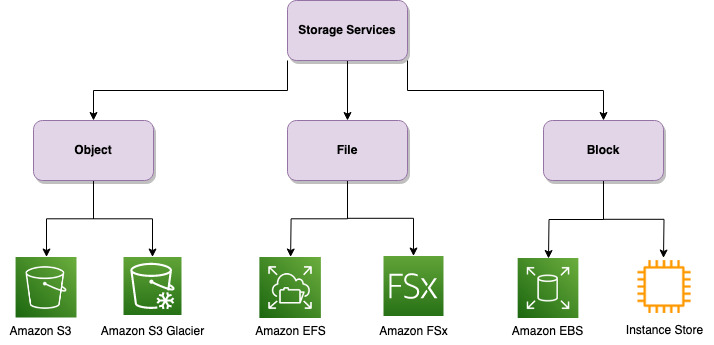 Storage Services
Object
File
Block
FSx
Amazon S3
Amazon S3 Glacier
Amazon EFS
Amazon FSx
Amazon EBS
Instance Store